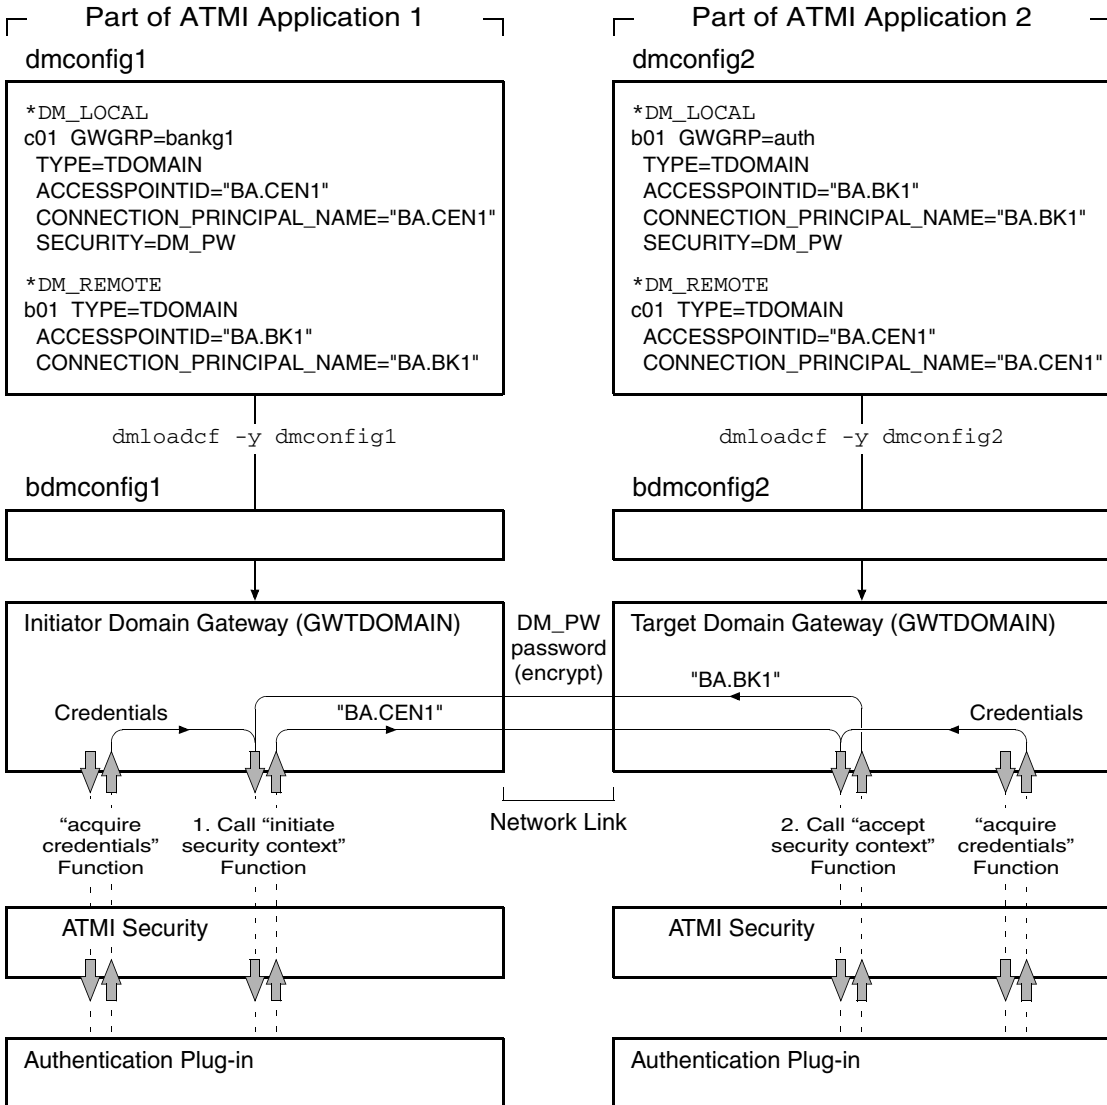 Part of ATMI Application 1
dmconfig1
*DM_LOCAL
c01 GWGRP=bankg1
TYPE=TDOMAIN
ACCESSPOINTID="BA.CEN1"
CONNECTION_PRINCIPAL_NAME="BA.CEN1"
SECURITY=DM_PW
*DM_REMOTE
b01 TYPE=TDOMAIN
ACCESSPOINTID="BA.BK1"
CONNECTION_PRINCIPAL_NAME="BA.BK1"
dmloadcf -y dmconfig1
bdmconfig1
Part of ATMI Application 2
dmconfig2
*DM_LOCAL
b01 GWGRP=auth
TYPE=TDOMAIN
ACCESSPOINTID="BA.BK1"
CONNECTION_PRINCIPAL_NAME="BA.BK1"
SECURITY=DM_PW
*DM_REMOTE
c01 TYPE=TDOMAIN
ACCESSPOINTID="BA.CEN1"
CONNECTION_PRINCIPAL_NAME="BA.CEN1"
dmloadcf -y dmconfig2
bdmconfig2
Initiator Domain Gateway (GWTDOMAIN)
DM_PW
password
(encrypt)
Target Domain Gateway (GWTDOMAIN)
"BA.BK1"
Credentials
"BA.CEN1"
Credentials
“acquire
credentials”
Function
1. Call “initiate
security context”
Function
Network Link
2. Call “accept
security context”
Function
“acquire
credentials”
Function
ATMI Security
ATMI Security
Authentication Plug-in
Authentication Plug-in